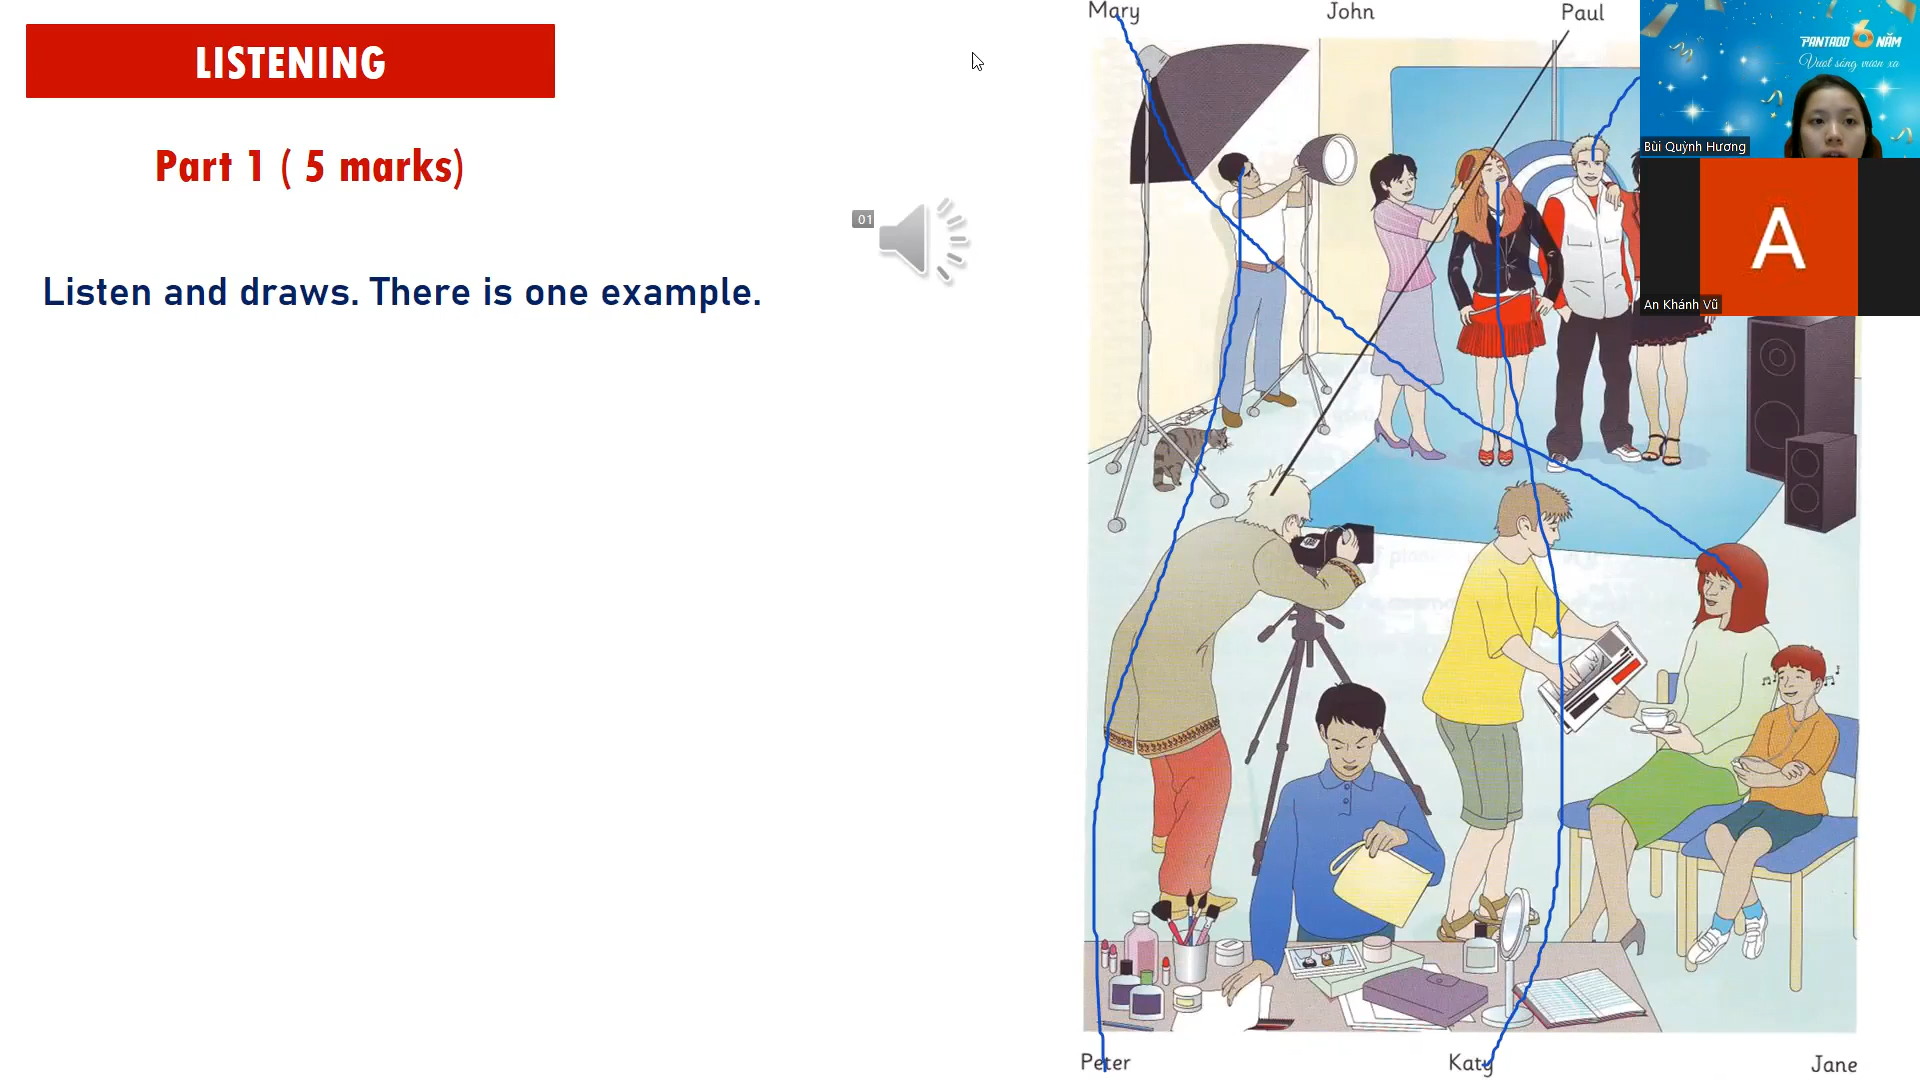 LISTENING
Part 1 ( 5 marks)
Listen and draws. There is one example.
01
Mary
John
Paul
PANTADO 6 NĂM
Vượt sóng vươn xa
Bùi Quỳnh Hương
A
An Khánh Vũ
Peter
Katy
Jane